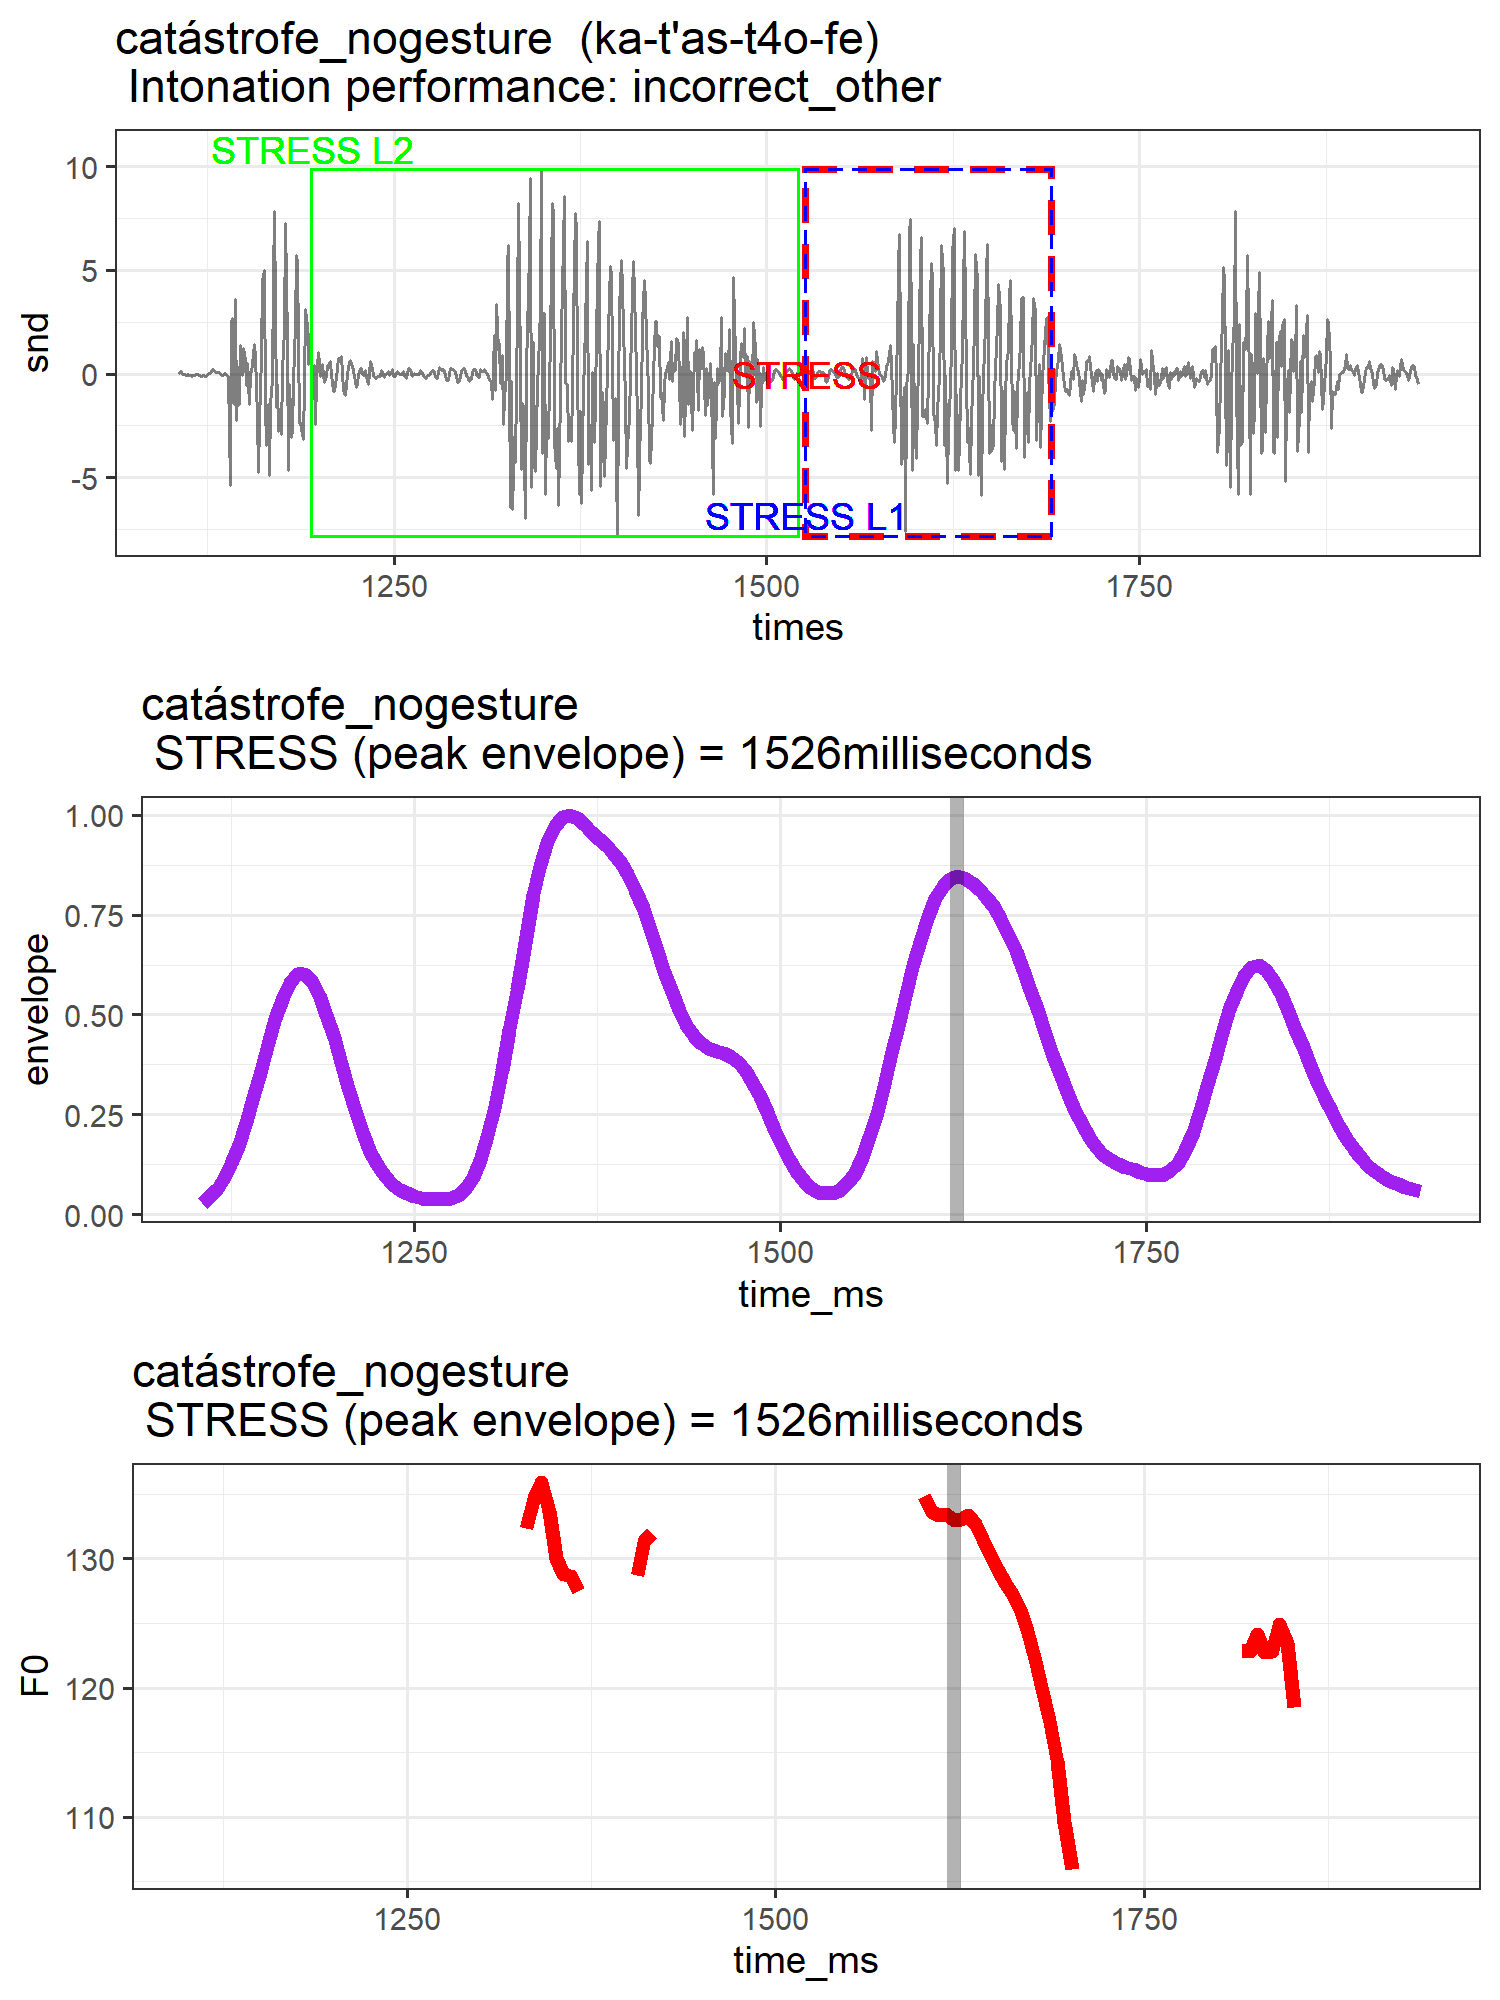 catástrofe_nogesture  (ka-t'as-t4o-fe)
Intonation performance: incorrect_other
STRESS L2
10
5
0
-5
snd
STRESS
STRESS L1
1250
1500
1750
times
catástrofe_nogesture
STRESS (peak envelope) = 1526milliseconds
1.00
0.75
0.50
0.25
0.00
envelope
1250
1500
1750
time_ms
catástrofe_nogesture
STRESS (peak envelope) = 1526milliseconds
130
120
110
F0
1250
1500
1750
time_ms